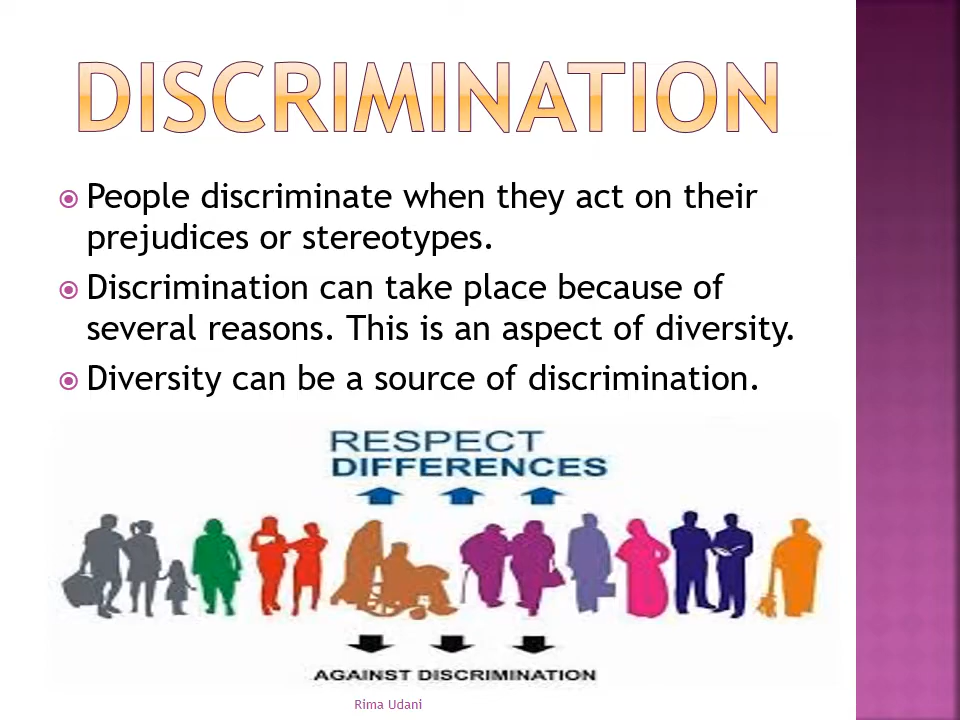 DISCRIMINATION
People discriminate when they act on their
prejudices or stereotypes.
Discrimination can take place because of
several reasons. This is an aspect of diversity.
Diversity can be a source of discrimination.
RESPECT
DIFFERENCES
AGAINST DISCRIMINATION
Rima Udani